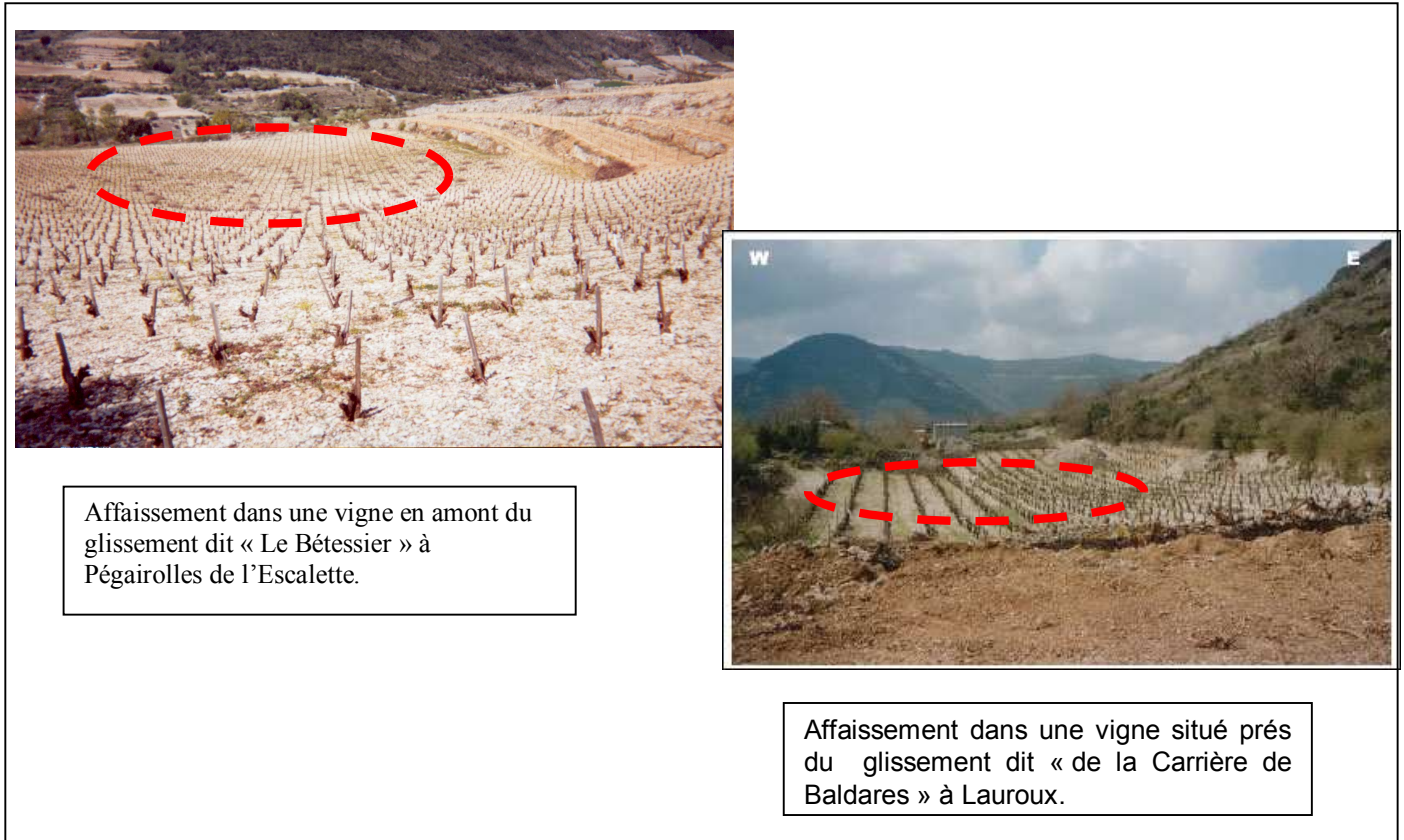 Affaissement dans une vigne en amont du
glissement dit « Le Bétessier » à
Pégairolles de l’Escalette.
W E
Affaissement dans une vigne situé prés
du glissement dit « de la Carrière de
Baldares » à Lauroux.